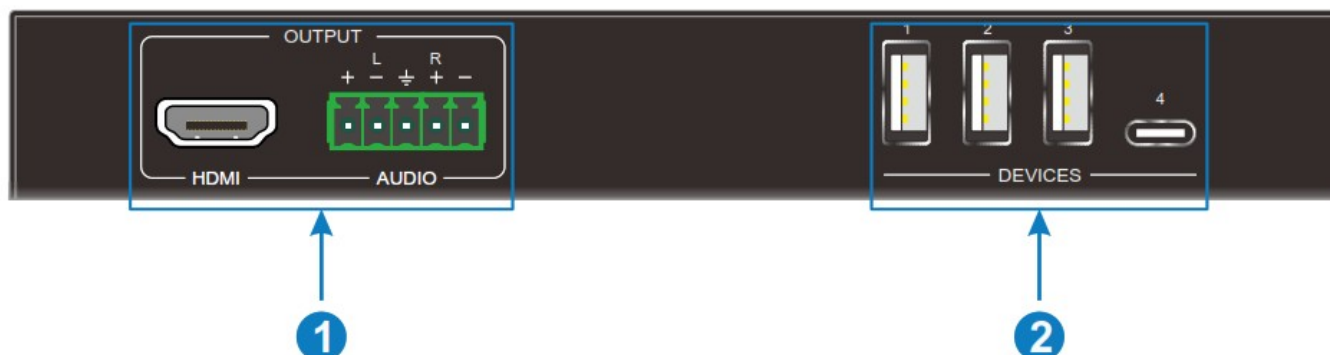 OUTPUT
L R
+ − ⏚ + −
HDMI AUDIO
1 2 3
4
DEVICES
1 2